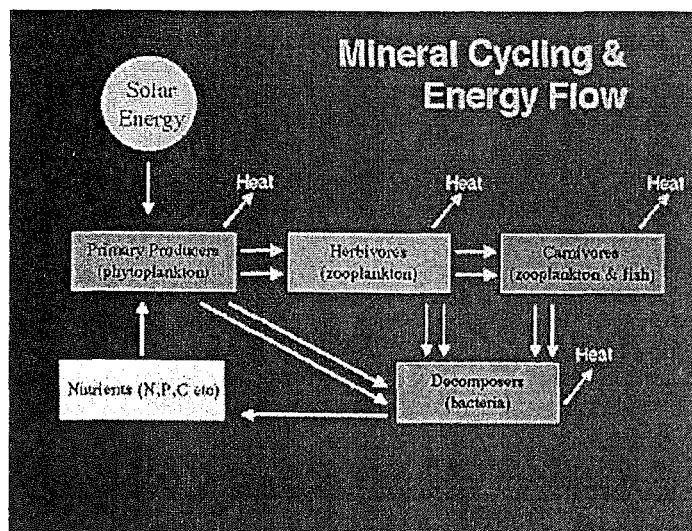 Mineral Cycling &
Energy Flow
Solar
Energy
Heat
Heat
Heat
Primary Producers
(phytoplankton)
Herbivores
(zooplankton)
Carnivores
(zooplankton & fish)
Heat
Nutrients (N,P,C etc)
Decomposers
(bacteria)